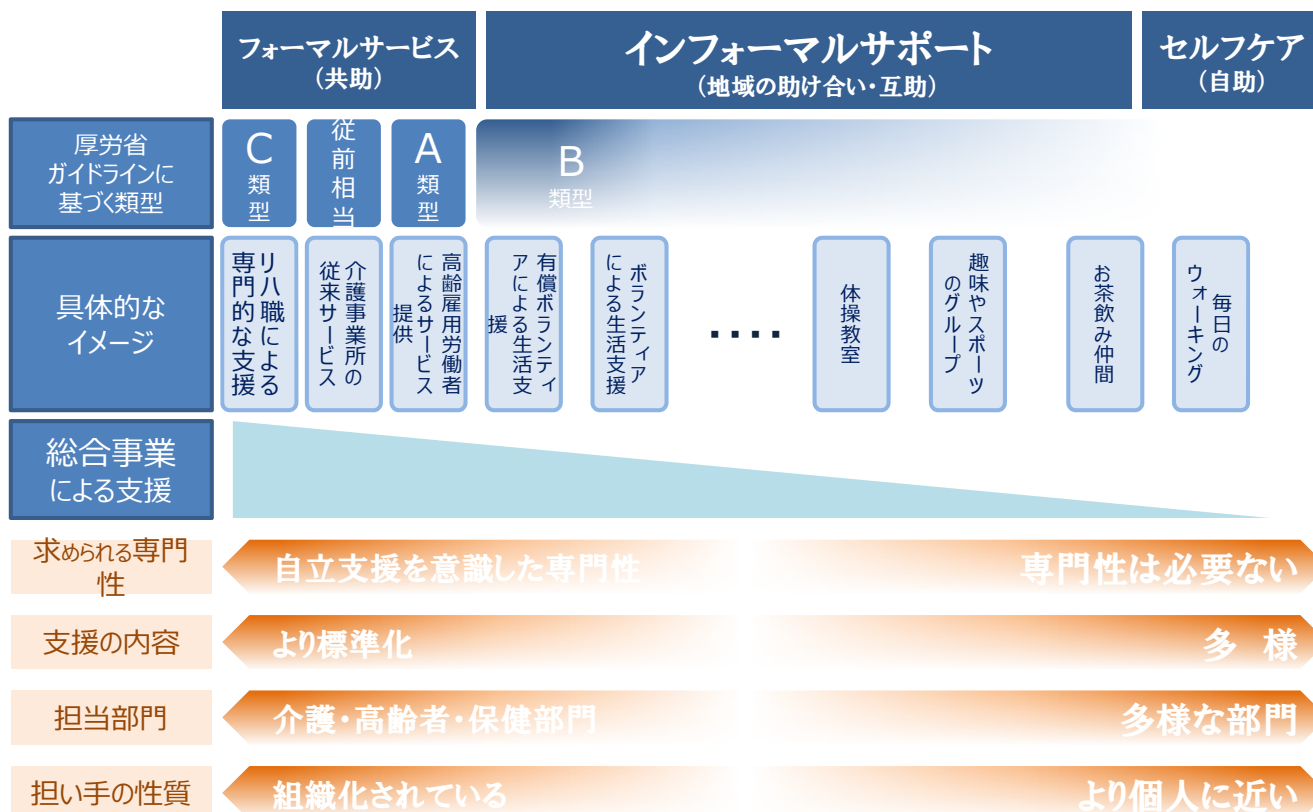 フォーマルサービス
(共助)
インフォーマルサポート
(地域の助け合い・互助)
セルフケア
(自助)
厚労省
ガイドラインに
基づく類型
C
類型
従前相当
A
類型
B
類型
具体的な
イメージ
リハ職による
専門的な支援
介護事業所の
従来サービス
高齢雇用労働者
によるサービス
提供
有償ボランティ
アによる生活支
援
ボランティア
による生活支援
・・・・
体操教室
趣味やスポーツ
のグループ
お茶飲み仲間
毎日の
ウォーキング
総合事業
による支援
求められる専門
性
自立支援を意識した専門性
専門性は必要ない
支援の内容
より標準化
多 様
担当部門
介護・高齢者・保健部門
多様な部門
担い手の性質
組織化されている
より個人に近い